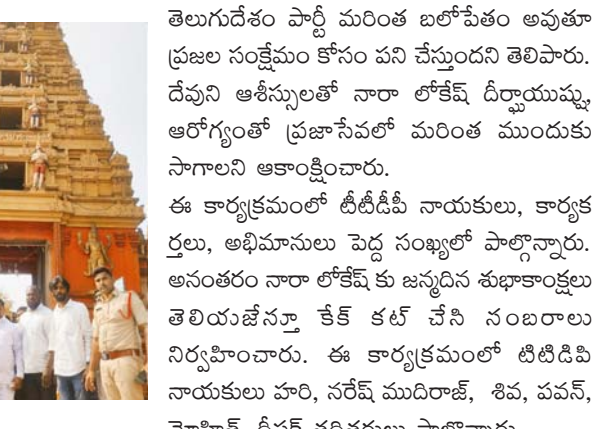 తెలుగుదేశం పార్టీ మరింత బలోపేతం అవుతూ
ప్రజల సంక్షేమం కోసం పని చేస్తుందని తెలిపారు.
దేవుని ఆశీస్సులతో నారా లోకేష్ దీర్ఘాయుష్షు,
ఆరోగ్యంతో ప్రజాసేవలో మరింత ముందుకు
సాగాలని ఆకాంక్షించారు.
ఈ కార్యక్రమంలో టీటీడీపీ నాయకులు, కార్యక
ర్తలు, అభిమానులు పెద్ద సంఖ్యలో పాల్గొన్నారు.
అనంతరం నారా లోకేష్ కు జన్మదిన శుభాకాంక్షలు
తెలియజేనూ కేక్ కట్ చేసి నంబరాలు
నిర్వహించారు. ఈ కార్యక్రమంలో టిటిడిపి
నాయకులు హరి, నరేష్ ముదిరాజ్, శివ, పవన్,